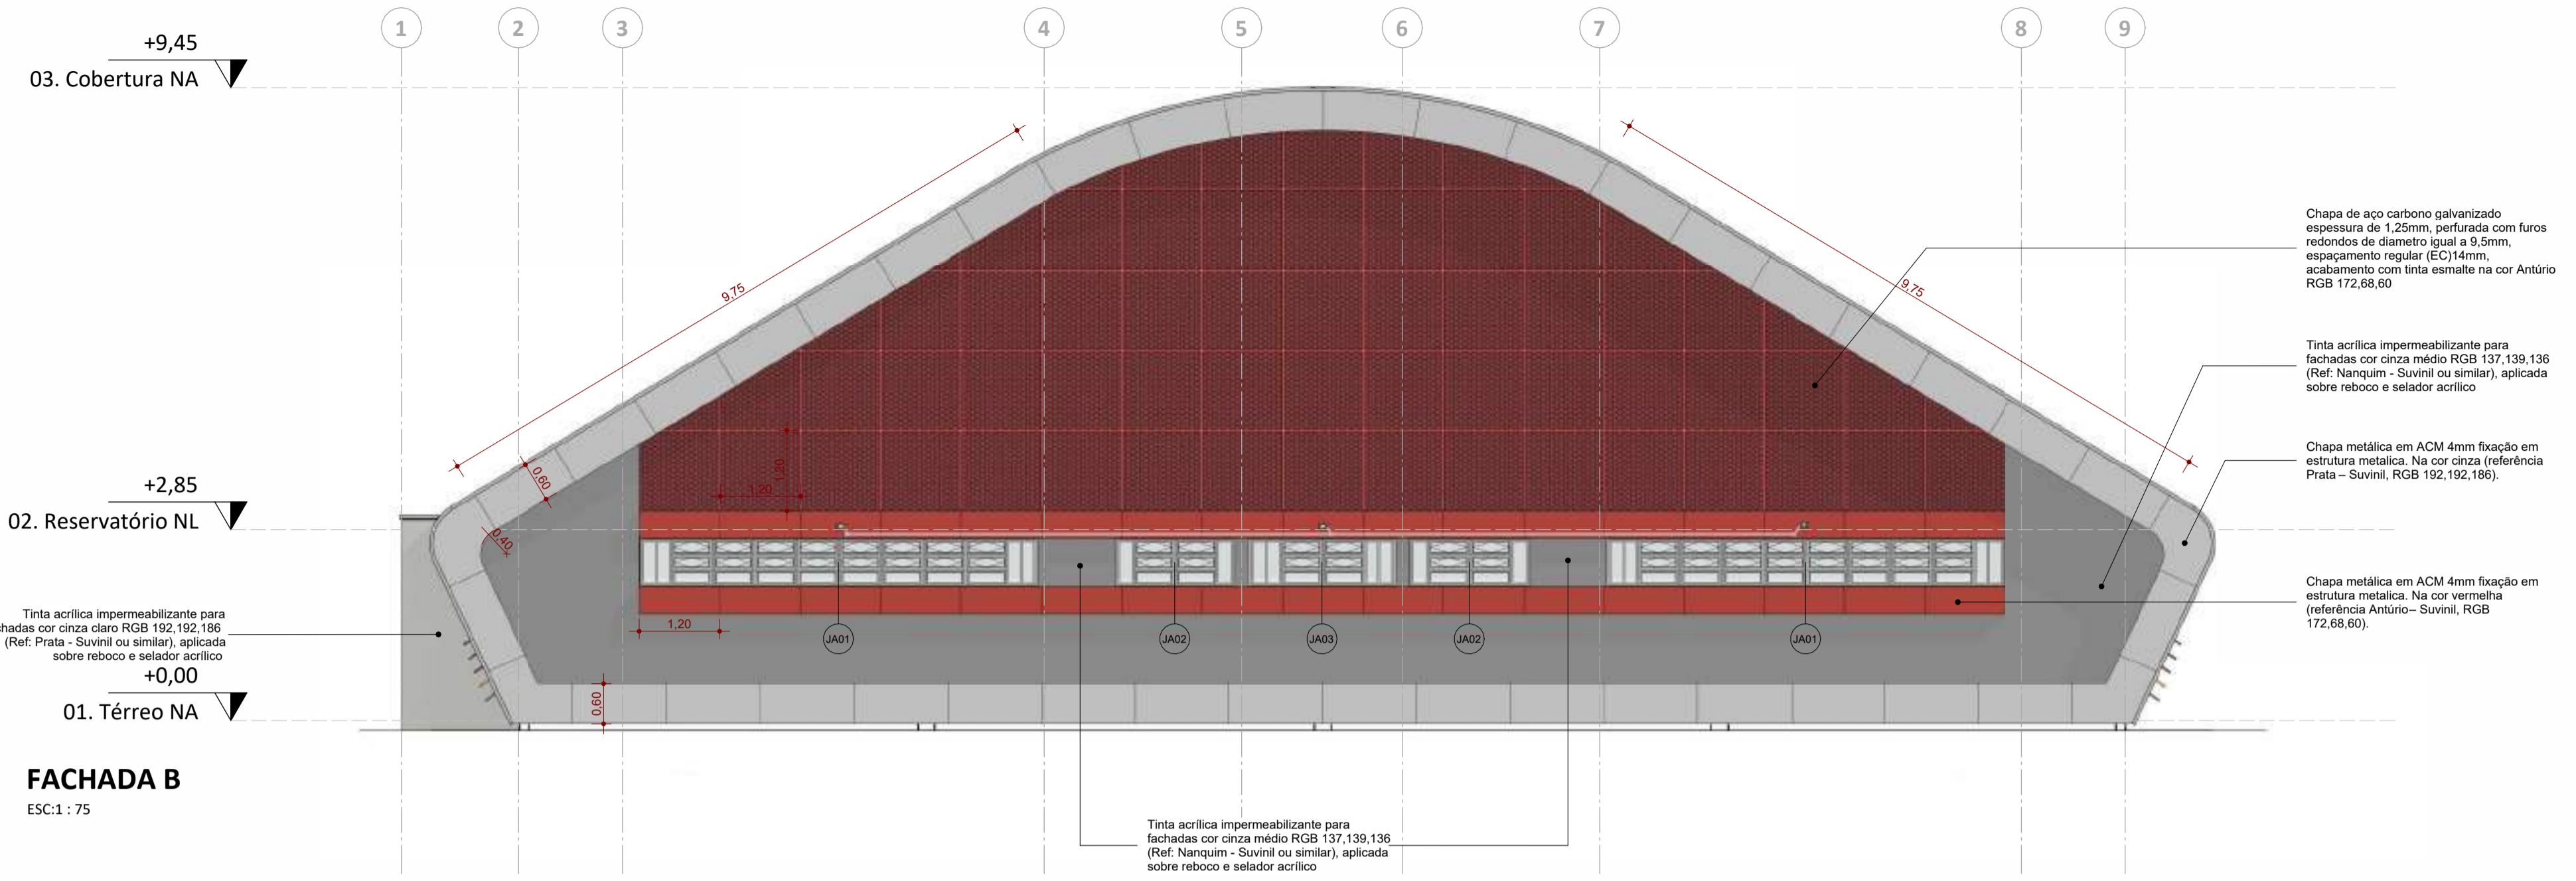 1
2
3
4
5
6
7
8
9
+9,45
03. Cobertura NA
9,75
9,75
Chapa de aço carbono galvanizado
espessura de 1,25mm, perfurada com furos
redondos de diametro igual a 9,5mm,
espaçamento regular (EC)14mm,
acabamento com tinta esmalte na cor Antúrio
RGB 172,68,60
Tinta acrílica impermeabilizante para
fachadas cor cinza médio RGB 137,139,136
(Ref: Nanquim - Suvinil ou similar), aplicada
sobre reboco e selador acrílico
Chapa metálica em ACM 4mm fixação em
estrutura metalica. Na cor cinza (referência
Prata – Suvinil, RGB 192,192,186).
+2,85
02. Reservatório NL
0,60
0,40
1,20
1,20
Chapa metálica em ACM 4mm fixação em
estrutura metalica. Na cor vermelha
(referência Antúrio– Suvinil, RGB
172,68,60).
Tinta acrílica impermeabilizante para
chadas cor cinza claro RGB 192,192,186
(Ref: Prata - Suvinil ou similar), aplicada
sobre reboco e selador acrílico
1,20
JA01
JA02
JA03
JA02
JA01
+0,00
01. Térreo NA
0,60
FACHADA B
ESC:1 : 75
Tinta acrílica impermeabilizante para
fachadas cor cinza médio RGB 137,139,136
(Ref: Nanquim - Suvinil ou similar), aplicada
sobre reboco e selador acrílico